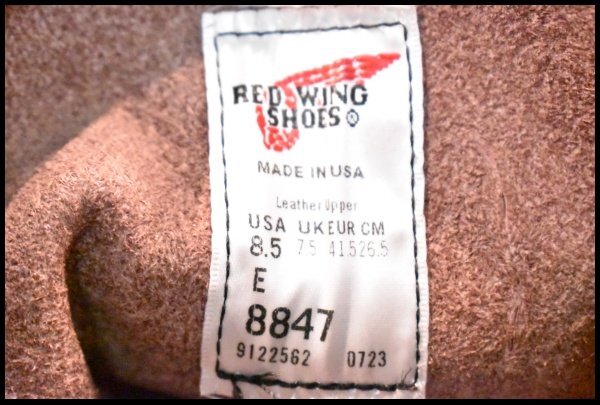 RED WING
SHOES®
MADE IN USA
Leather Upper
USA UK EUR CM
8.5 7.5 41.5 26.5
E
8847
9122562 0723